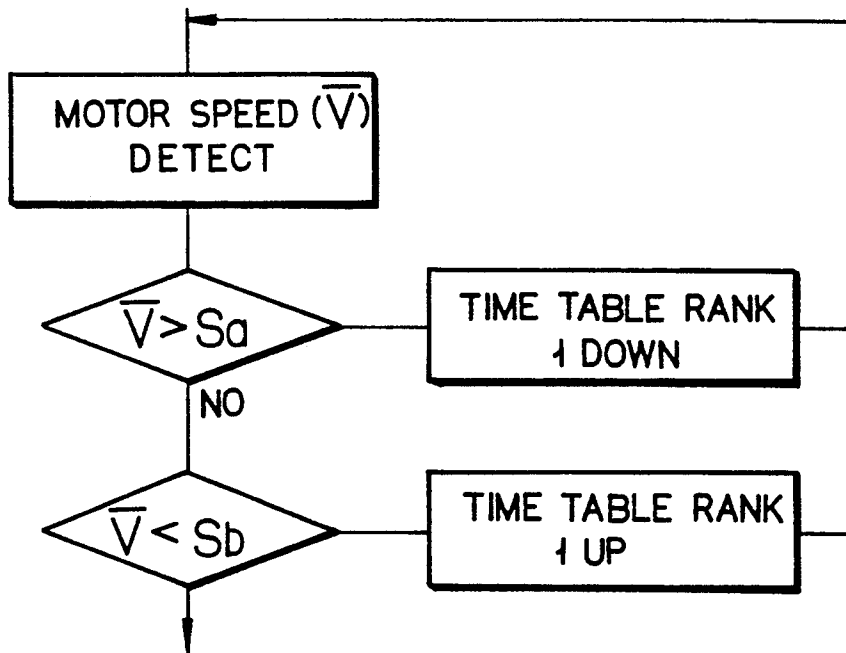 MOTOR SPEED (V̅)
DETECT
V̅ > Sa
TIME TABLE RANK
1 DOWN
NO
V̅ < Sb
TIME TABLE RANK
1 UP